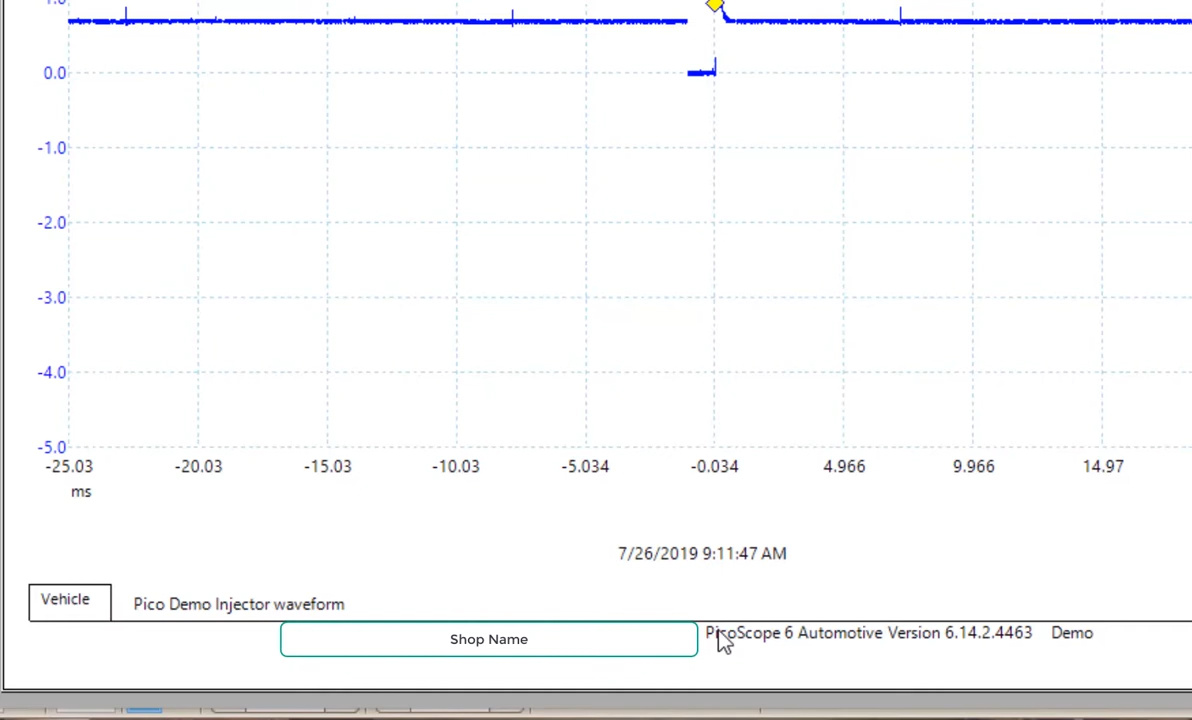 0.0
-1.0
-2.0
-3.0
-4.0
-5.0
-25.03 -20.03 -15.03 -10.03 -5.034 -0.034 4.966 9.966 14.97
ms
7/26/2019 9:11:47 AM
Vehicle Pico Demo Injector waveform
Shop Name PicoScope 6 Automotive Version 6.14.2.4463 Demo